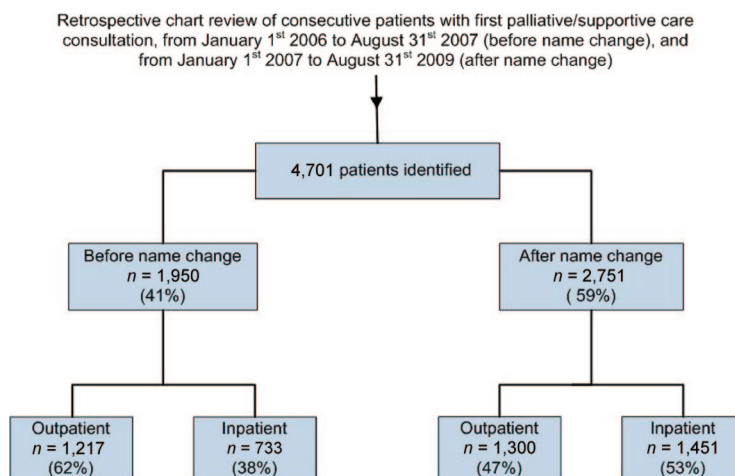 Retrospective chart review of consecutive patients with first palliative/supportive care
consultation, from January 1st 2006 to August 31st 2007 (before name change), and
from January 1st 2007 to August 31st 2009 (after name change)
4,701 patients identified
Before name change
n = 1,950
(41%)
After name change
n = 2,751
( 59%)
Outpatient
n = 1,217
(62%)
Inpatient
n = 733
(38%)
Outpatient
n = 1,300
(47%)
Inpatient
n = 1,451
(53%)